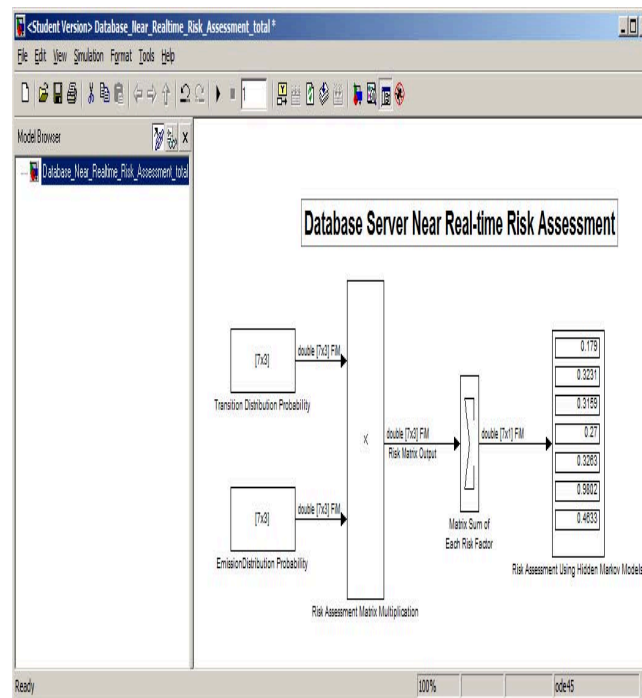 <Student Version> Database_Near_Realtime_Risk_Assessment_total *
File Edit View Simulation Format Tools Help
1
Model Browser
Database_Near_Realtime_Risk_Assessment_total
Database Server Near Real-time Risk Assessment
[7x3]
double [7x3] FiM
Transition Distribution Probability
X
double [7x3] FiM
Risk Matrix Output
double [7x1] FiM
Matrix Sum of
Each Risk Factor
[7x3]
double [7x3] FiM
EmissionDistribution Probability
Risk Assessment Matrix Multiplication
0.179
0.3231
0.3159
0.27
0.3263
0.9802
0.4633
Risk Assessment Using Hidden Markov Models
Ready
100%
ode45